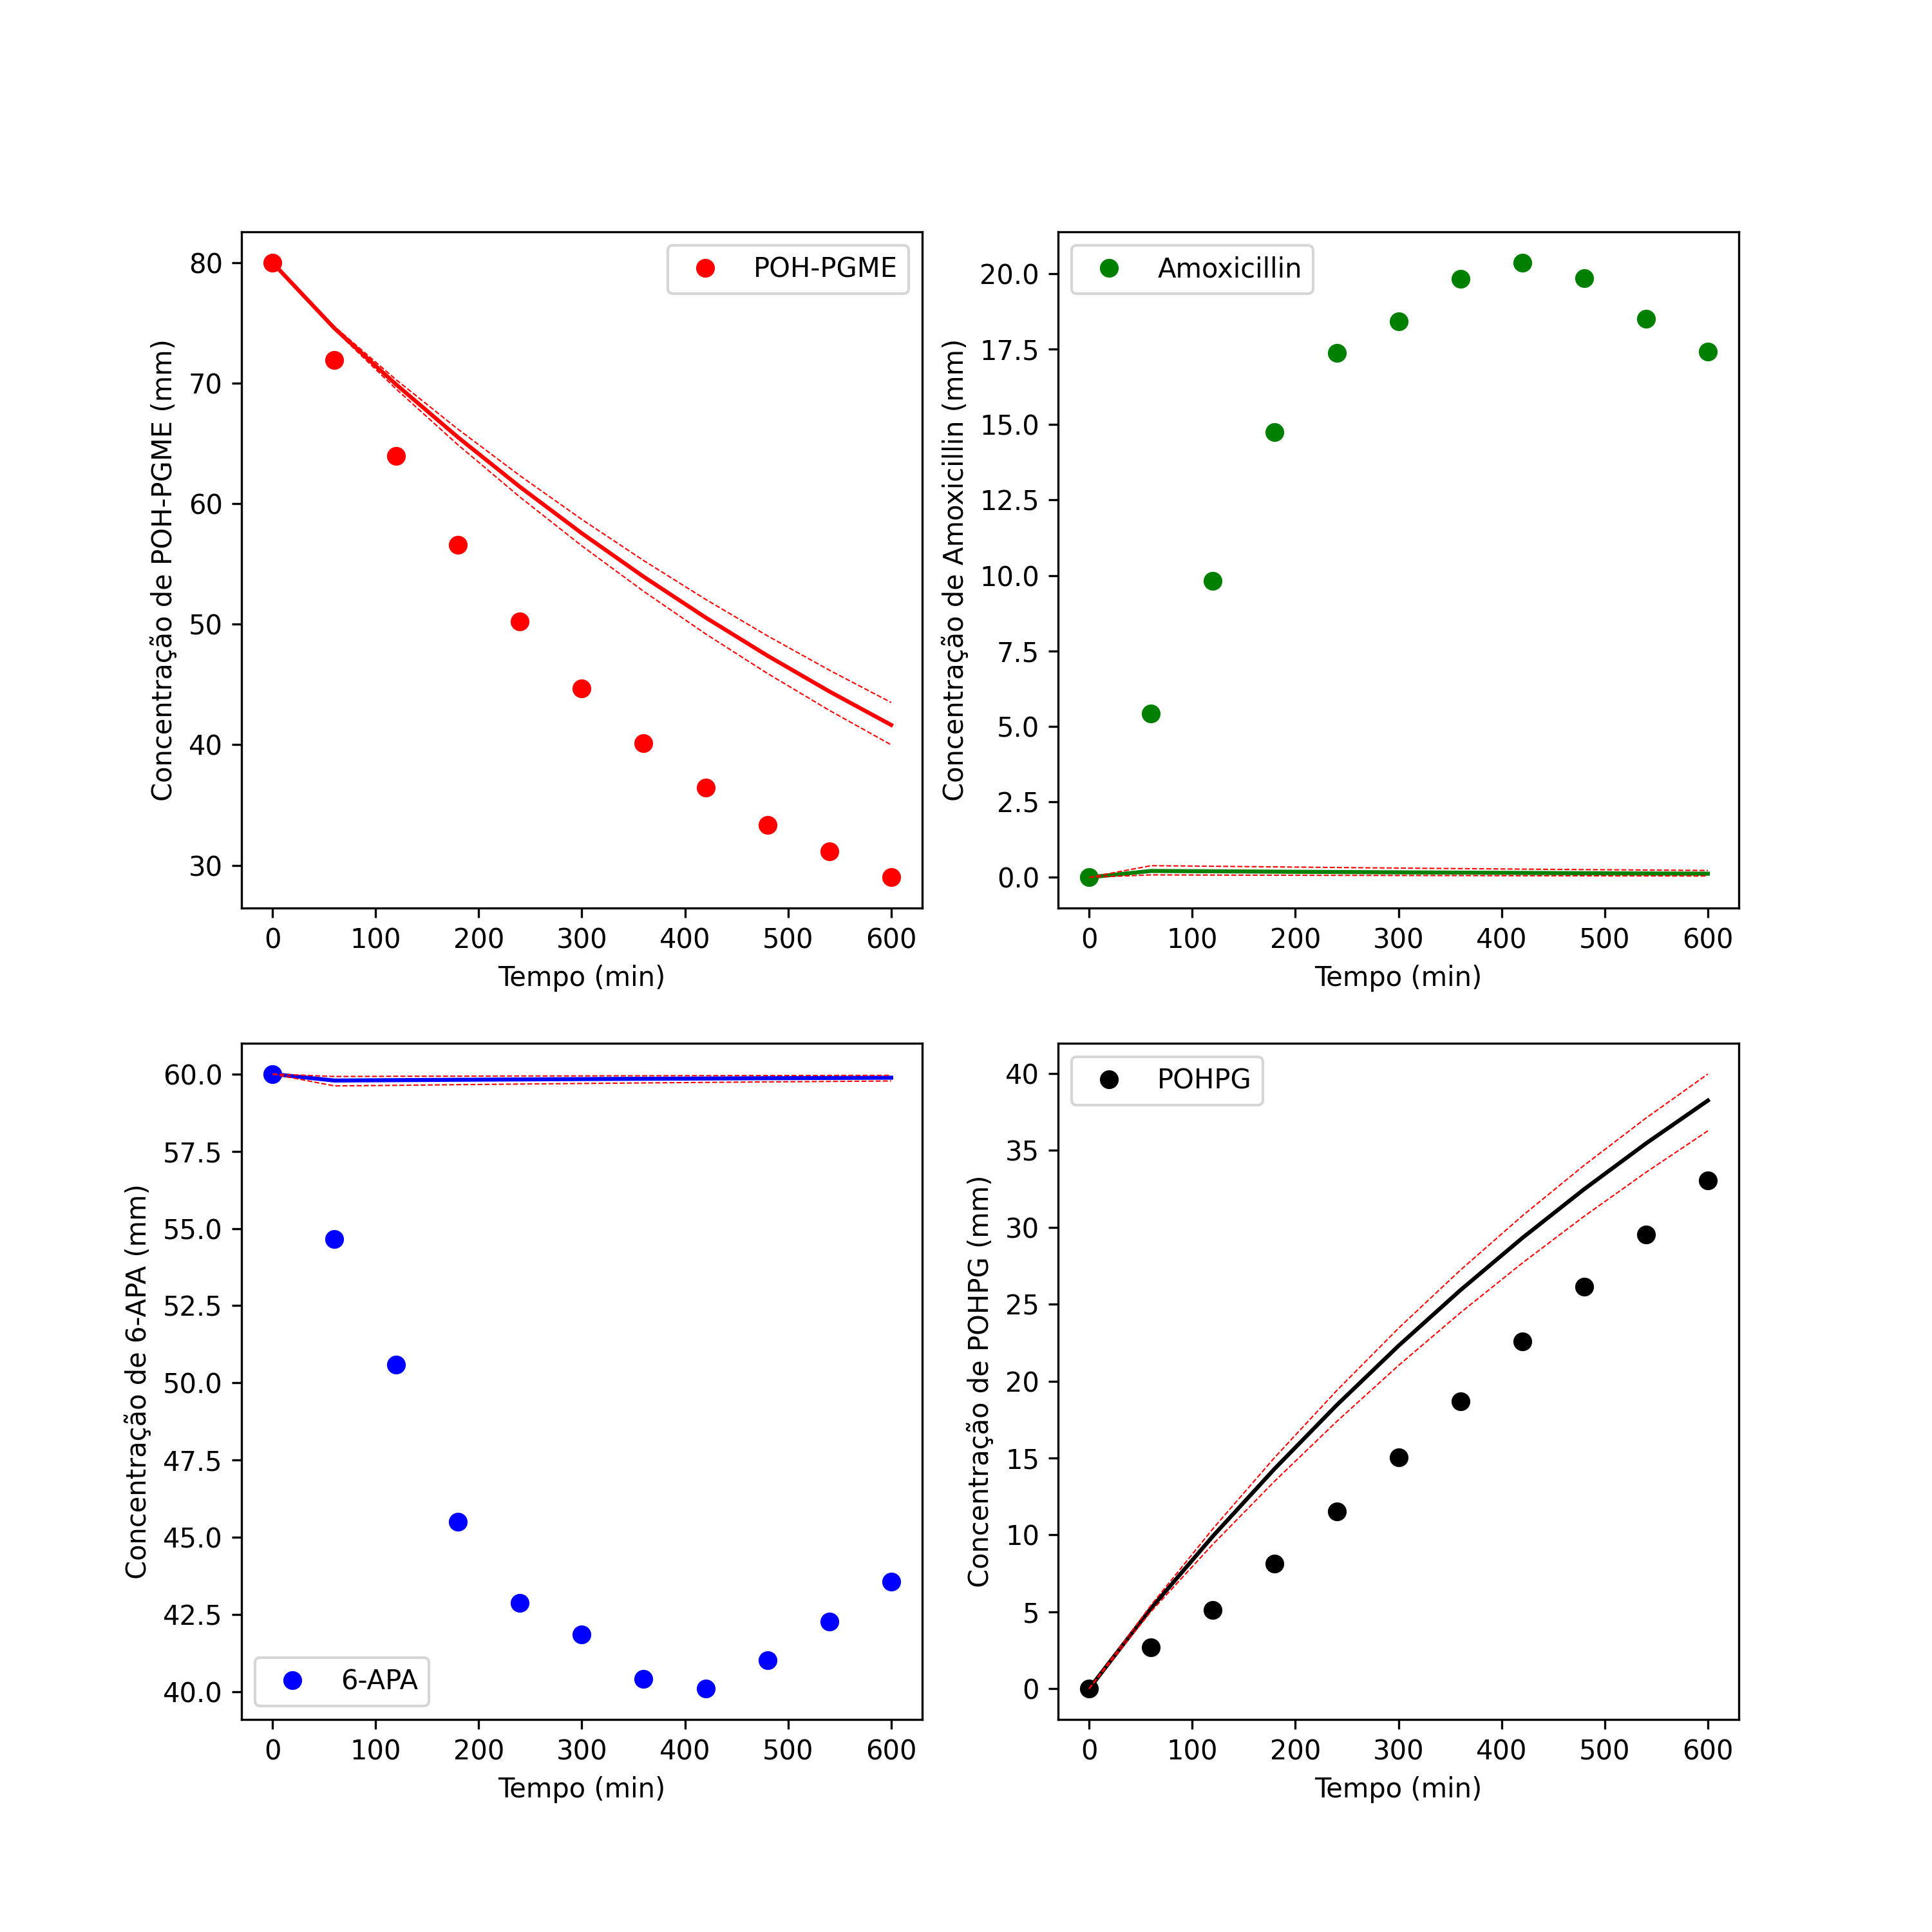 POH-PGME
80
70
60
50
40
30
Concentração de POH-PGME (mm)
0 100 200 300 400 500 600
Tempo (min)
Amoxicillin
20.0
17.5
15.0
12.5
10.0
7.5
5.0
2.5
0.0
Concentração de Amoxicillin (mm)
0 100 200 300 400 500 600
Tempo (min)
60.0
57.5
55.0
52.5
50.0
47.5
45.0
42.5
40.0
Concentração de 6-APA (mm)
6-APA
0 100 200 300 400 500 600
Tempo (min)
POHPG
40
35
30
25
20
15
10
5
0
Concentração de POHPG (mm)
0 100 200 300 400 500 600
Tempo (min)